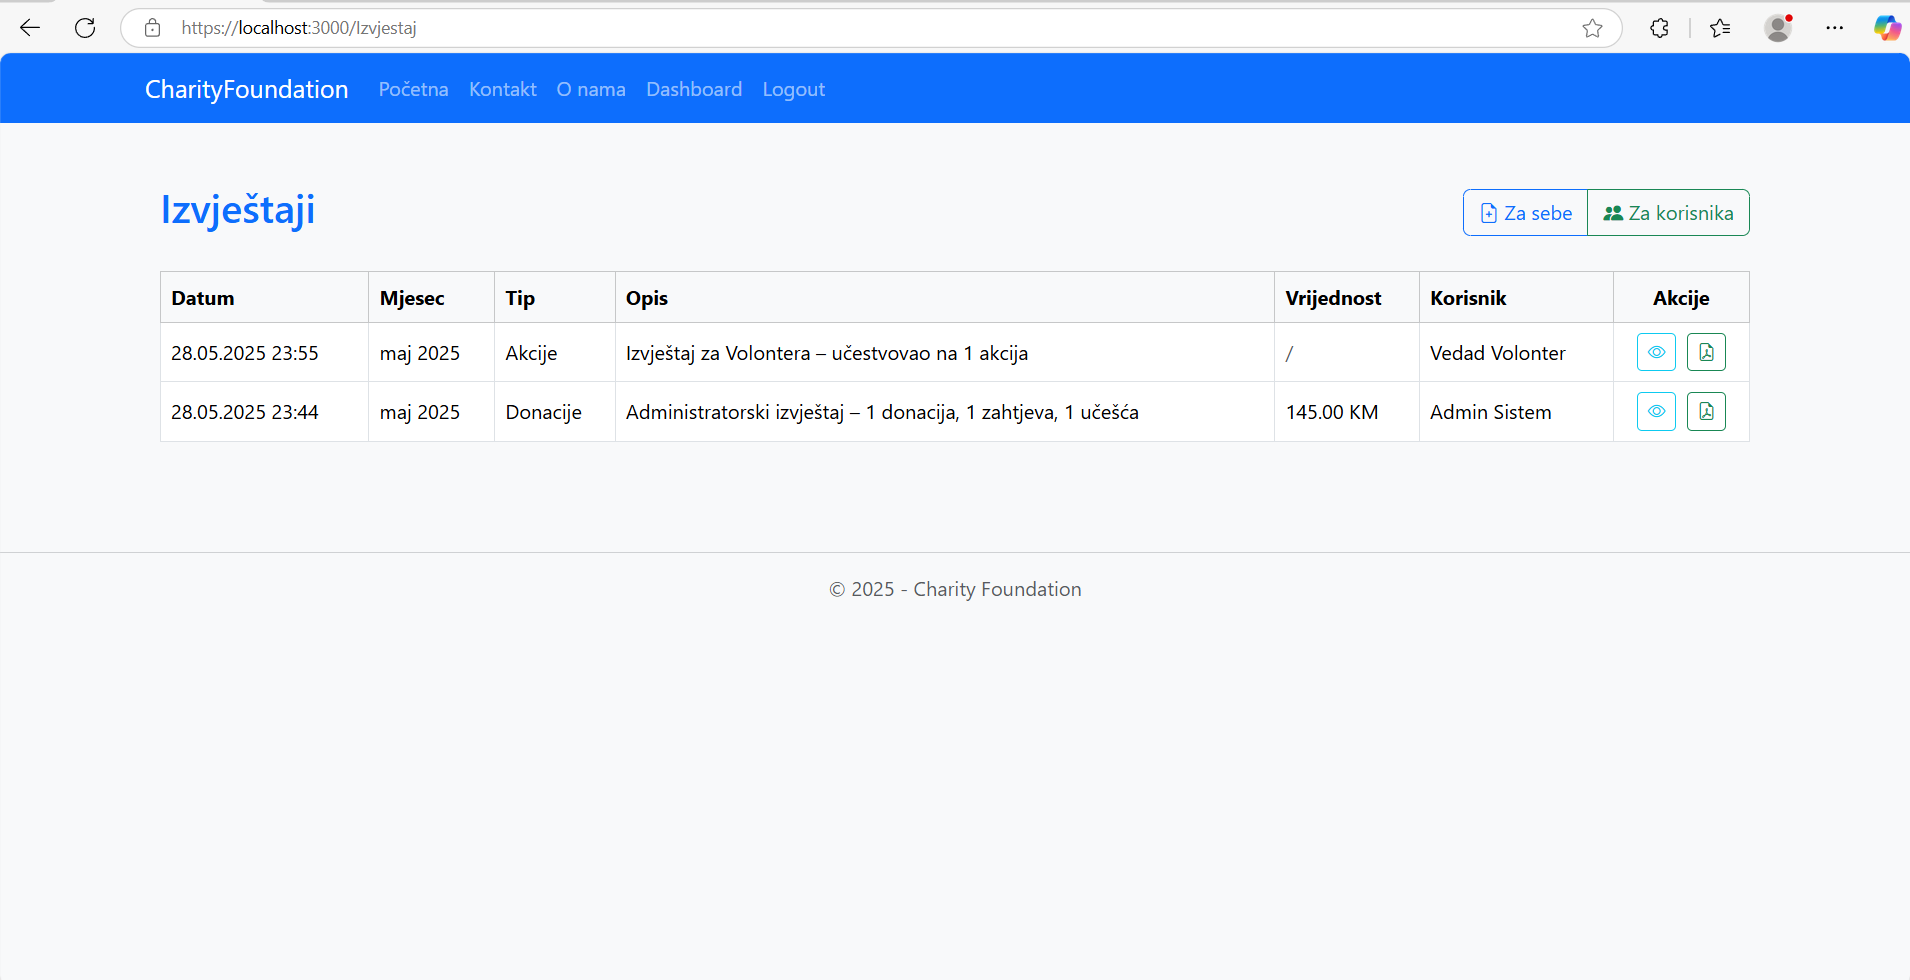 https://localhost:3000/Izvjestaj
CharityFoundation Početna Kontakt O nama Dashboard Logout
Izvještaji
Za sebe Za korisnika
Datum Mjesec Tip Opis Vrijednost Korisnik Akcije
28.05.2025 23:55 maj 2025 Akcije Izvještaj za Volontera – učestvovao na 1 akcija / Vedad Volonter
28.05.2025 23:44 maj 2025 Donacije Administratorski izvještaj – 1 donacija, 1 zahtjeva, 1 učešća 145.00 KM Admin Sistem
© 2025 - Charity Foundation